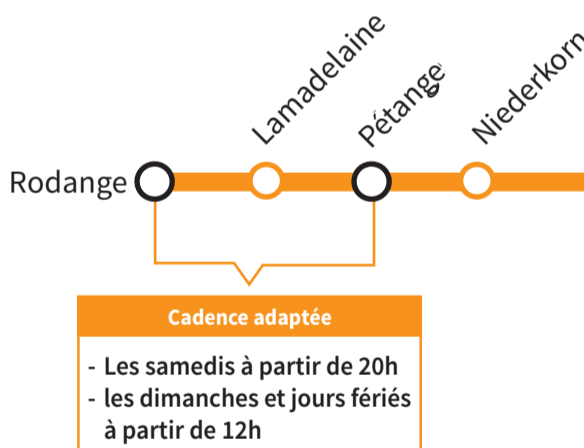 Lamadelaine
Pétange
Niederkorn
Rodange
Cadence adaptée
- Les samedis à partir de 20h
- les dimanches et jours fériés
à partir de 12h